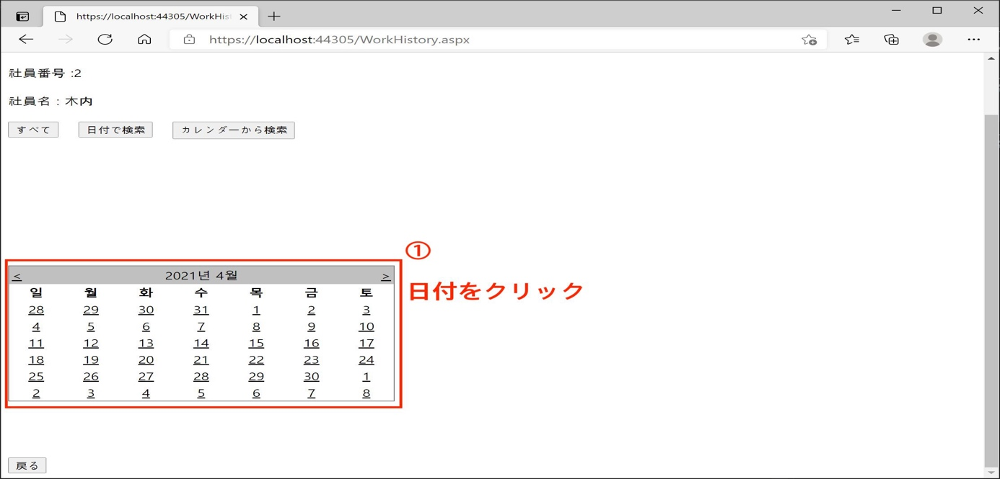 https://localhost:44305/WorkHis
https://localhost:44305/WorkHistory.aspx
社員番号 :2
社員名 : 木内
すべて 日付で検索 カレンダーから検索
①
< 2021년 4월 >
日付をクリック
일 월 화 수 목 금 토
28 29 30 31 1 2 3
4 5 6 7 8 9 10
11 12 13 14 15 16 17
18 19 20 21 22 23 24
25 26 27 28 29 30 1
2 3 4 5 6 7 8
戻る